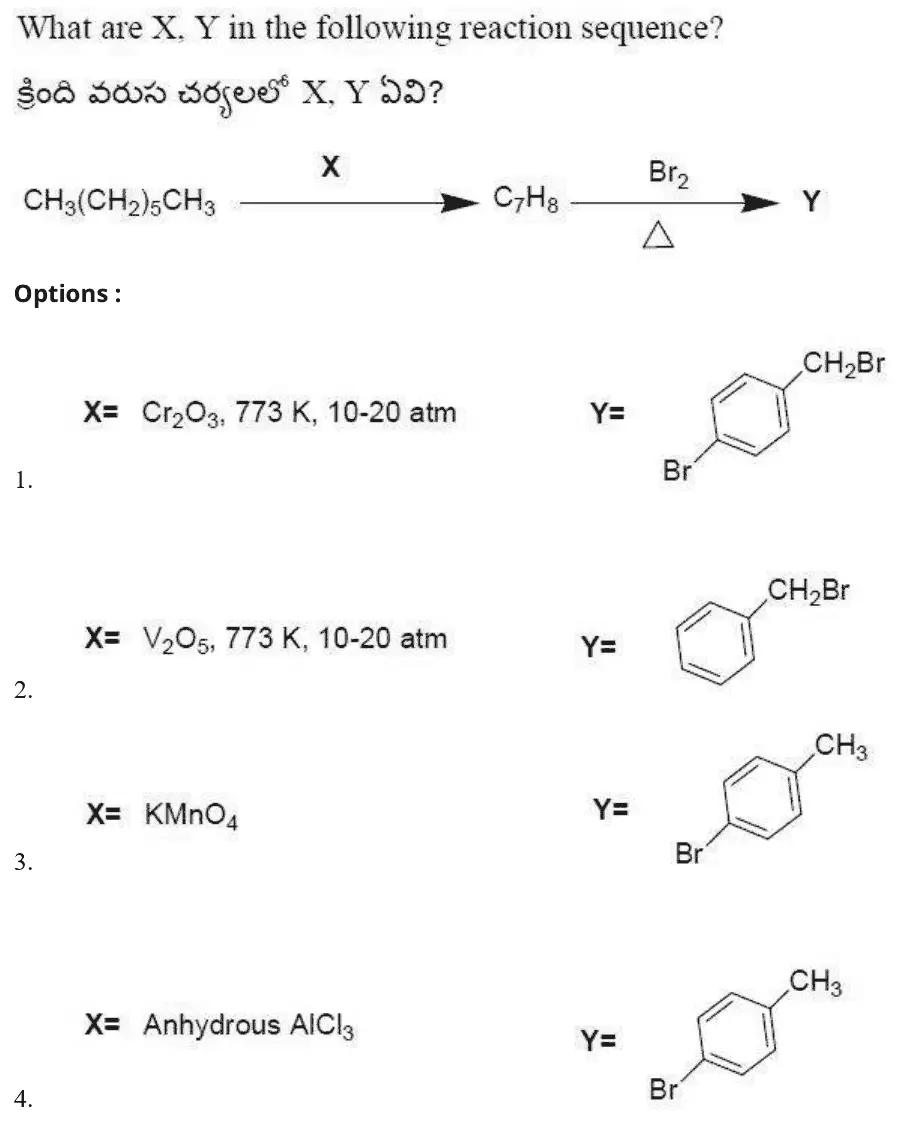 What are X, Y in the following reaction sequence?
క్రింది వరుస చర్యలలో X, Y ఏవి?
X
Br₂
CH₃(CH₂)₅CH₃ C₇H₈ Y
△
Options :
CH₂Br
X= Cr₂O₃, 773 K, 10-20 atm Y=
Br
1.
CH₂Br
X= V₂O₅, 773 K, 10-20 atm Y=
2.
CH₃
X= KMnO₄ Y=
Br
3.
CH₃
X= Anhydrous AlCl₃ Y=
Br
4.